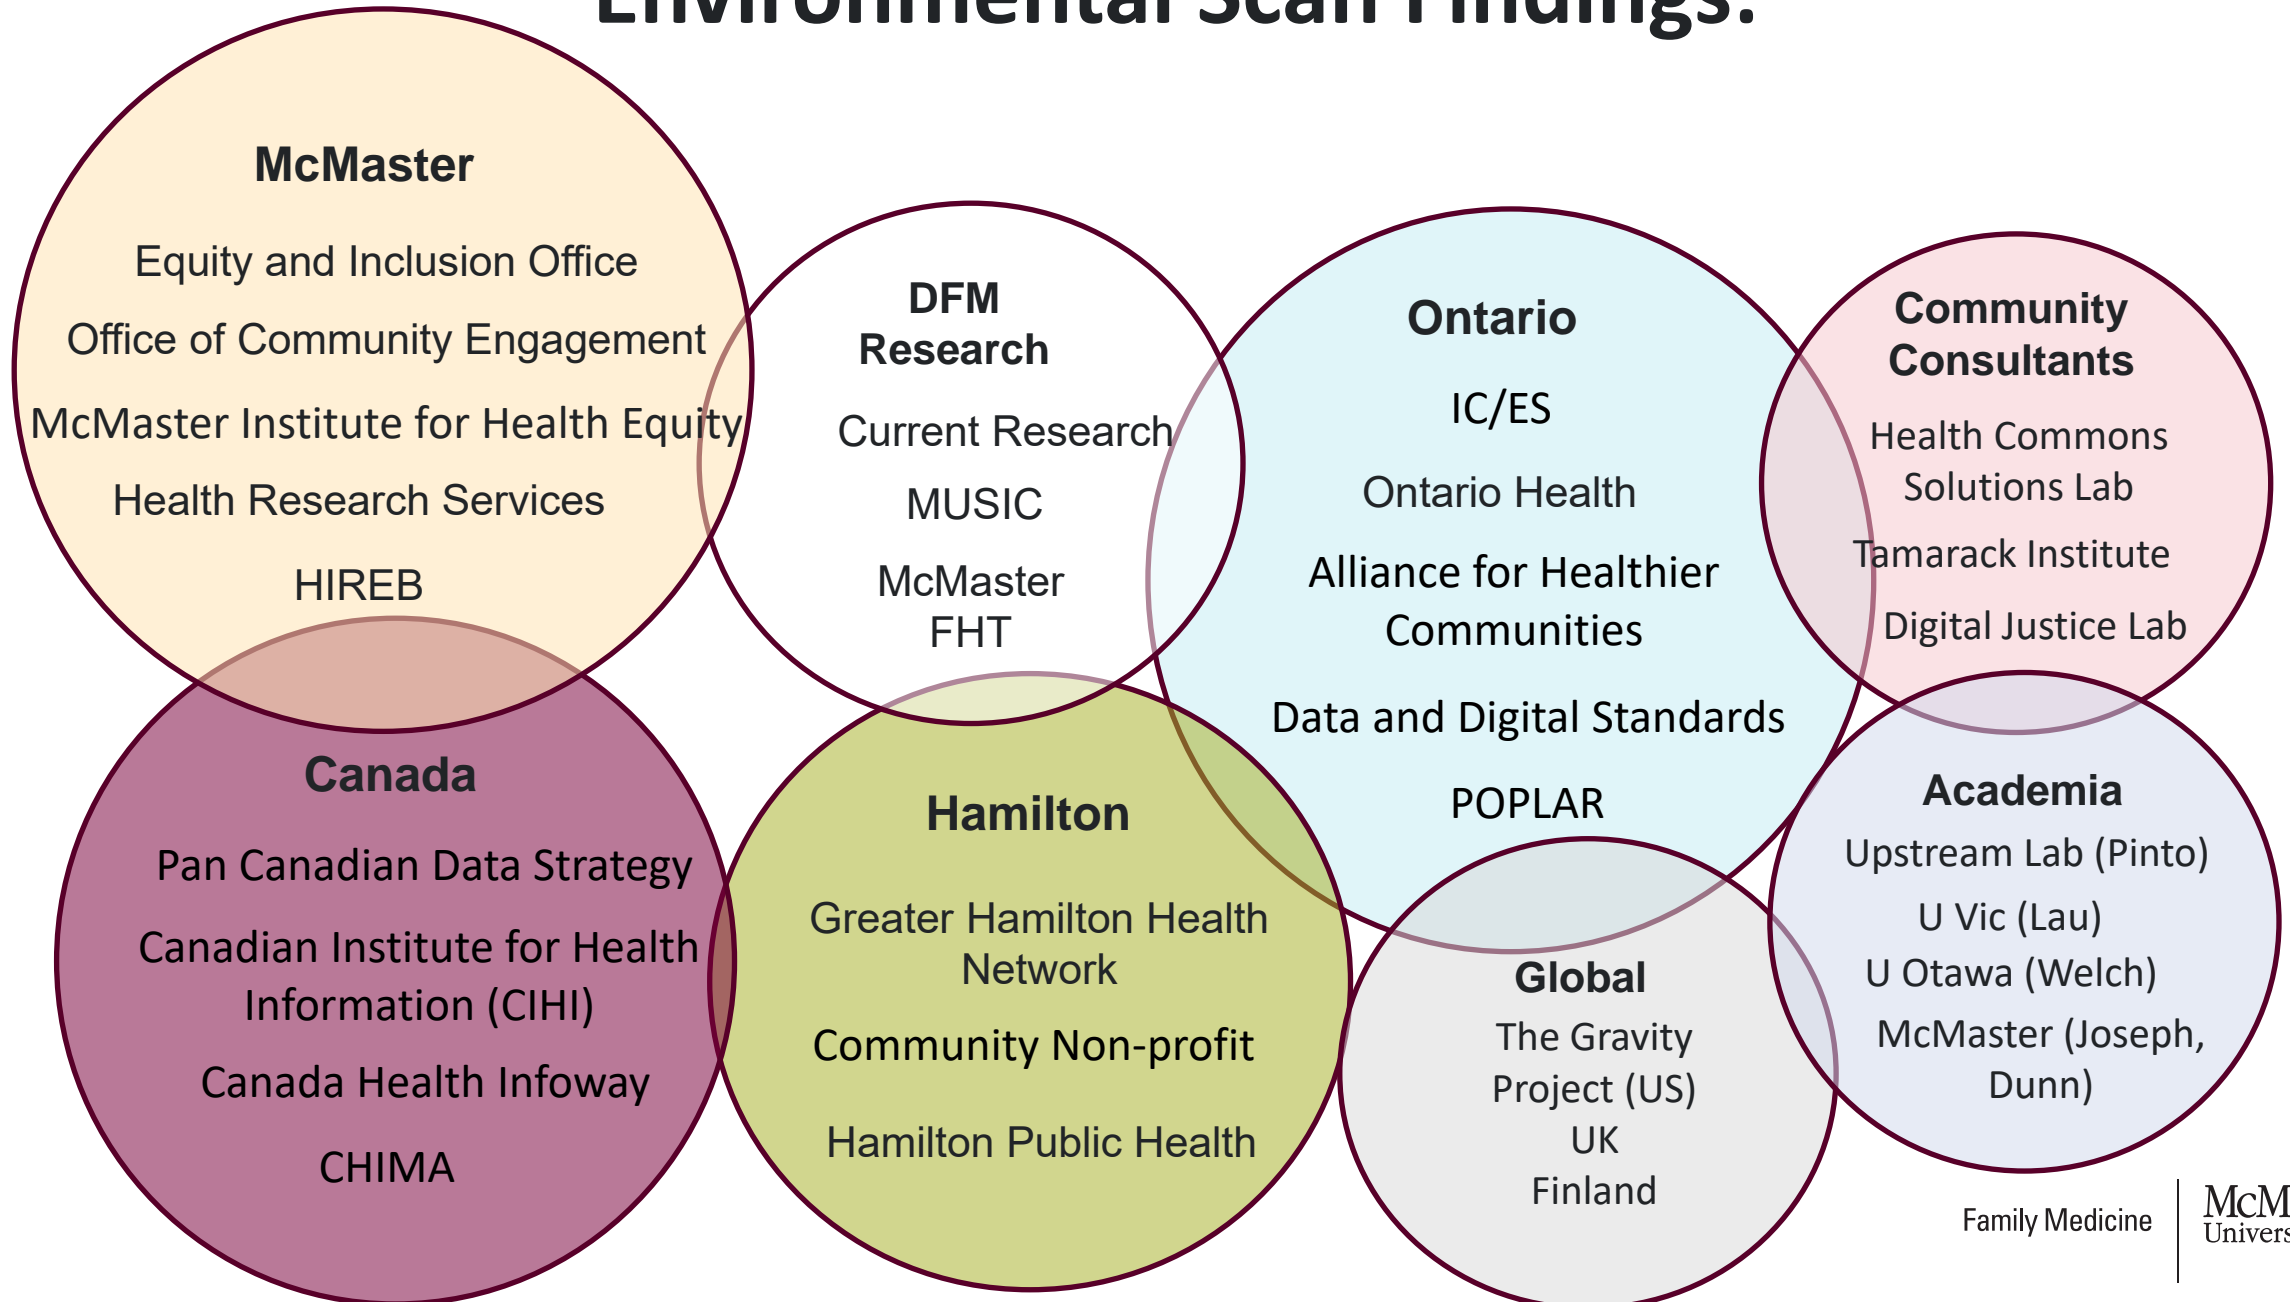 Environmental Scan Findings:
McMaster
Equity and Inclusion Office
Office of Community Engagement
McMaster Institute for Health Equity
Health Research Services
HIREB
DFM
Research
Current Research
MUSIC
McMaster
FHT
Ontario
IC/ES
Ontario Health
Alliance for Healthier
Communities
Data and Digital Standards
POPLAR
Community
Consultants
Health Commons
Solutions Lab
Tamarack Institute
Digital Justice Lab
Canada
Pan Canadian Data Strategy
Canadian Institute for Health
Information (CIHI)
Canada Health Infoway
CHIMA
Hamilton
Greater Hamilton Health
Network
Community Non-profit
Hamilton Public Health
Global
The Gravity
Project (US)
UK
Finland
Academia
Upstream Lab (Pinto)
U Vic (Lau)
U Otawa (Welch)
McMaster (Joseph,
Dunn)
Family Medicine